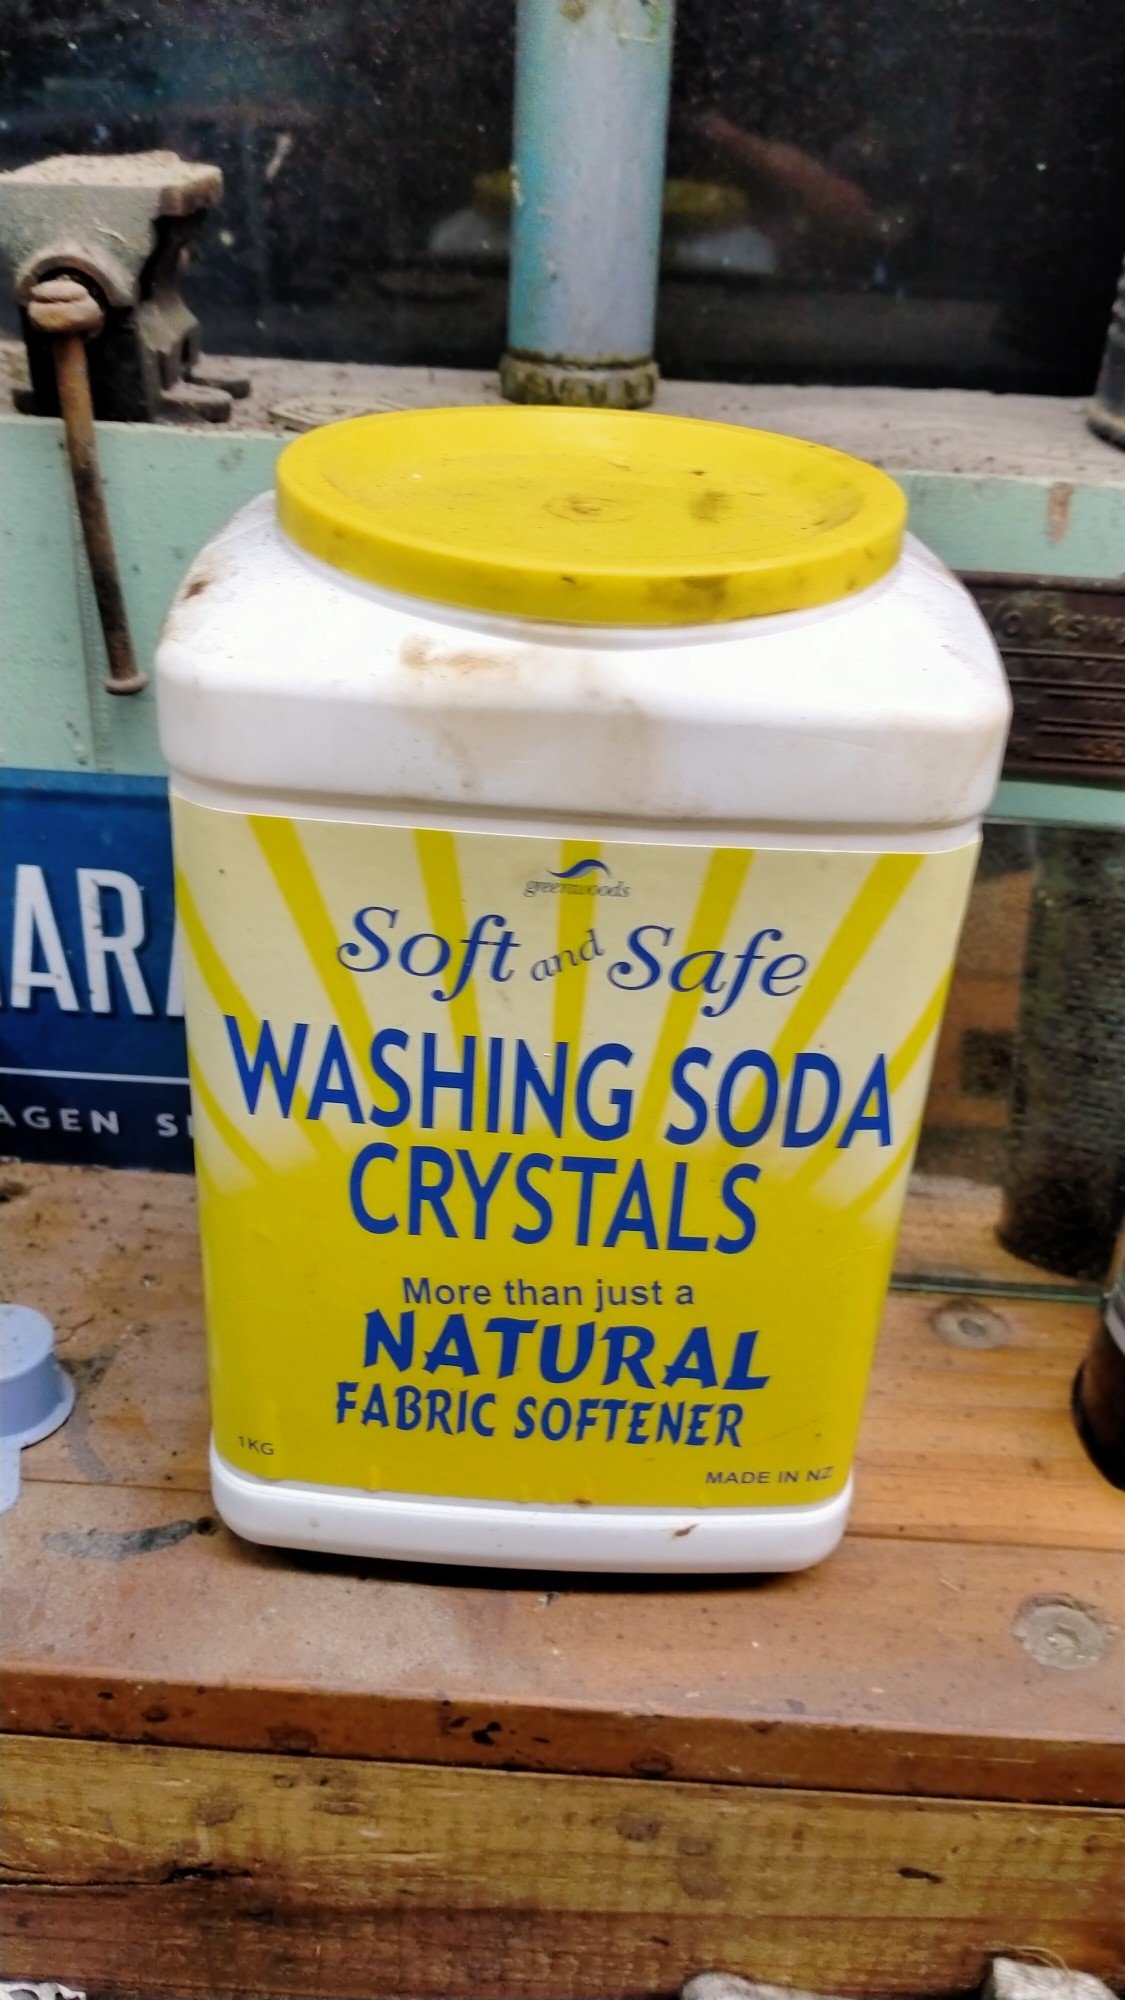 greenwoods
Soft and Safe
WASHING SODA
CRYSTALS
More than just a
NATURAL
FABRIC SOFTENER
1KG
MADE IN NZ
AR
AGEN